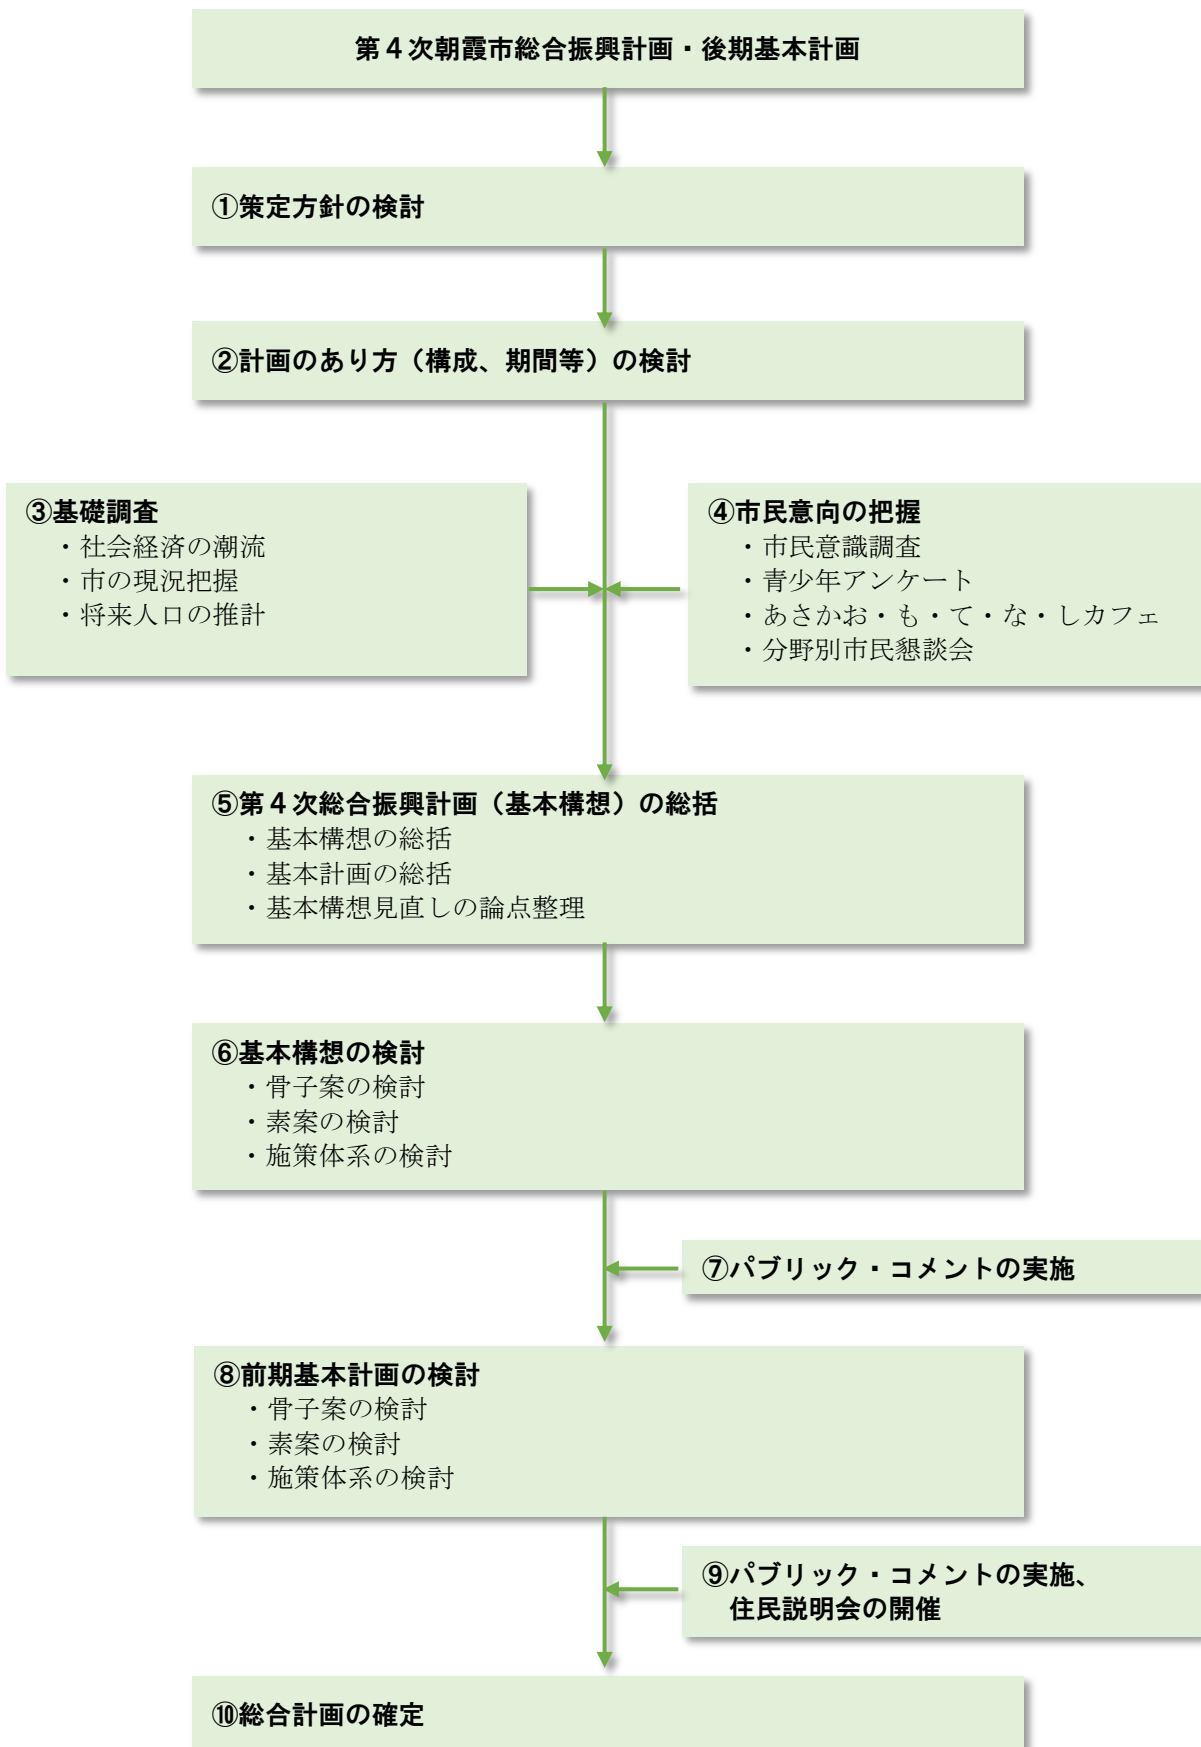 第４次朝霞市総合振興計画・後期基本計画
①策定方針の検討
②計画のあり方（構成、期間等）の検討
③基礎調査
・社会経済の潮流
・市の現況把握
・将来人口の推計
④市民意向の把握
・市民意識調査
・青少年アンケート
・あさかお・も・て・な・しカフェ
・分野別市民懇談会
⑤第４次総合振興計画（基本構想）の総括
・基本構想の総括
・基本計画の総括
・基本構想見直しの論点整理
⑥基本構想の検討
・骨子案の検討
・素案の検討
・施策体系の検討
⑦パブリック・コメントの実施
⑧前期基本計画の検討
・骨子案の検討
・素案の検討
・施策体系の検討
⑨パブリック・コメントの実施、
住民説明会の開催
⑩総合計画の確定